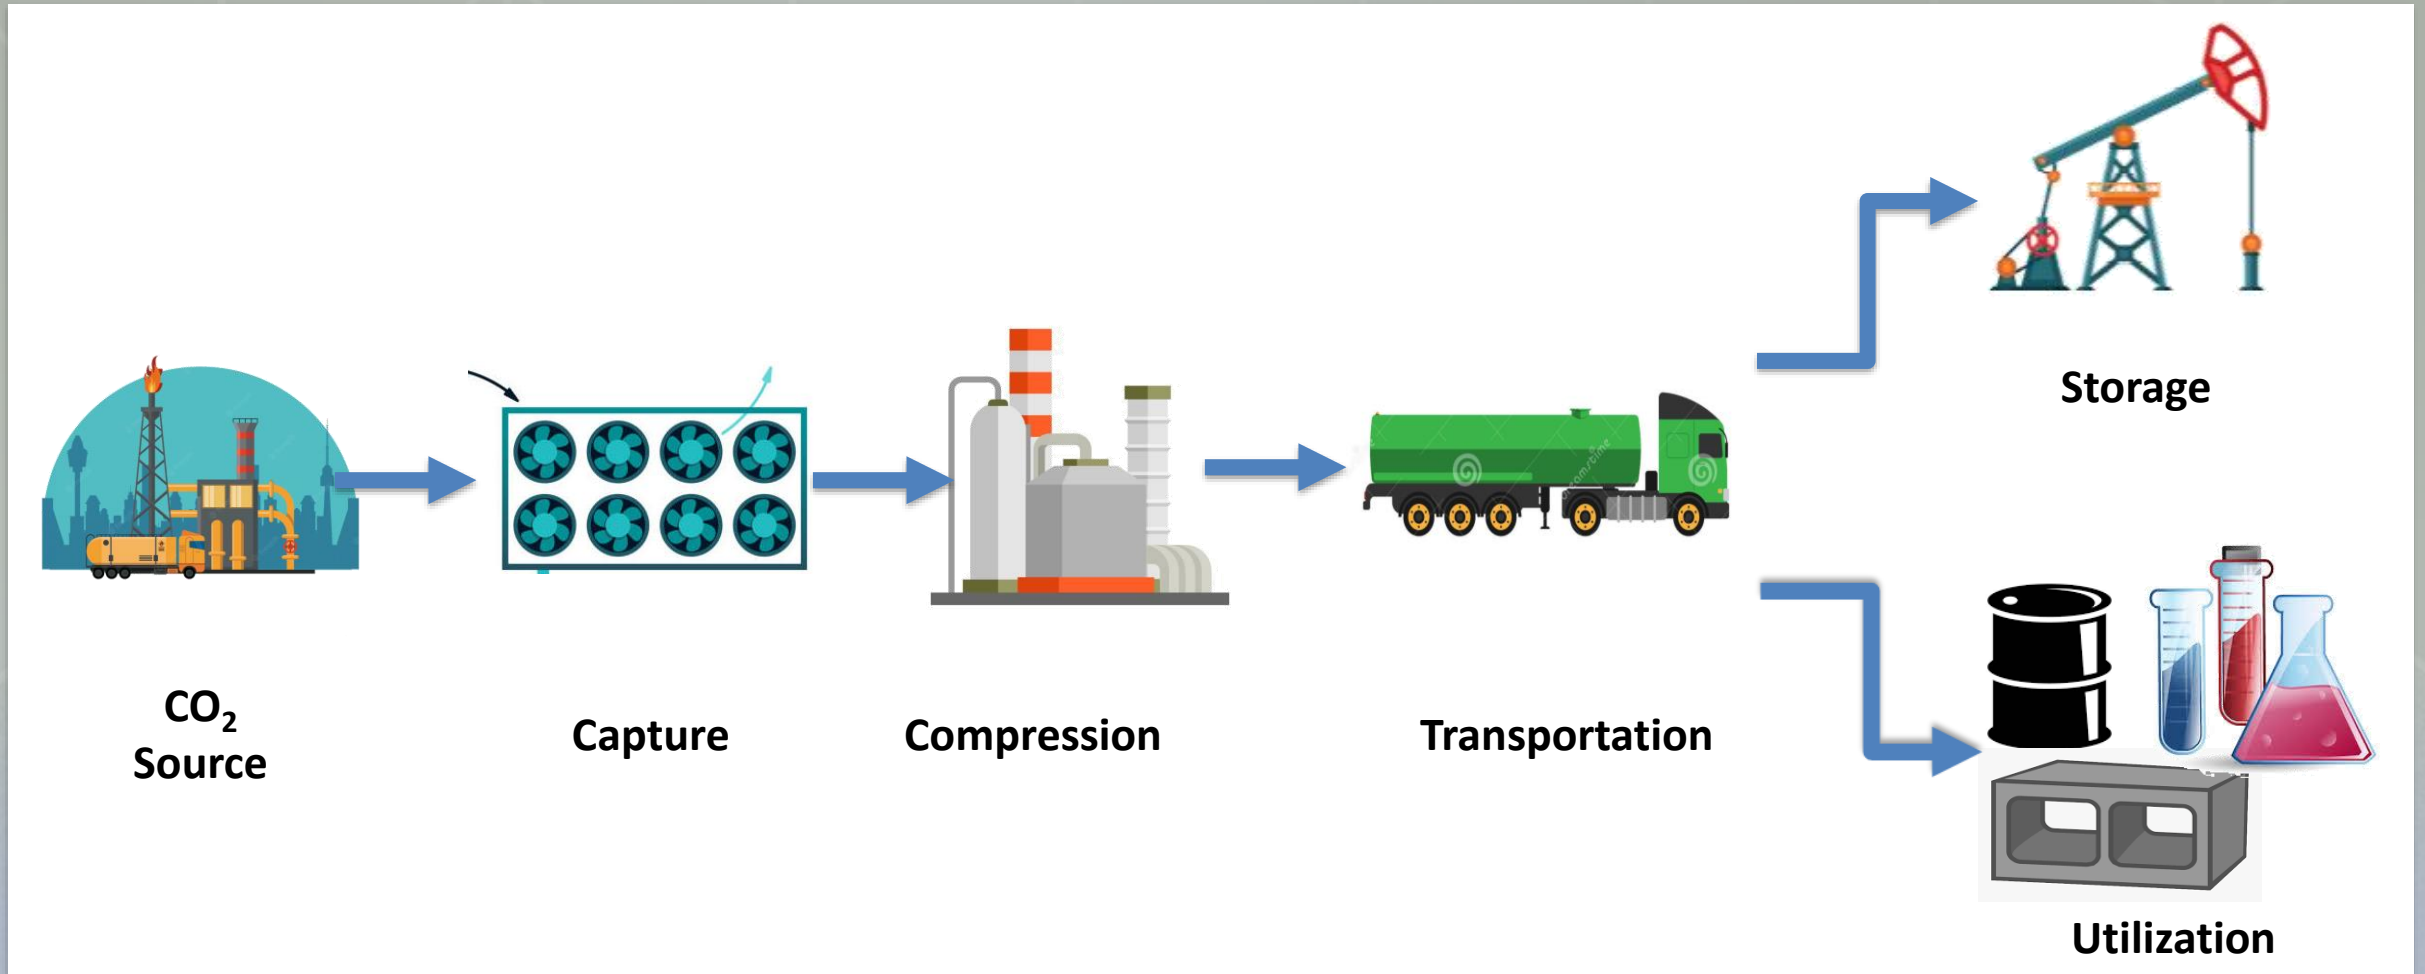 CO₂
Source
Capture
Compression
Transportation
Storage
Utilization